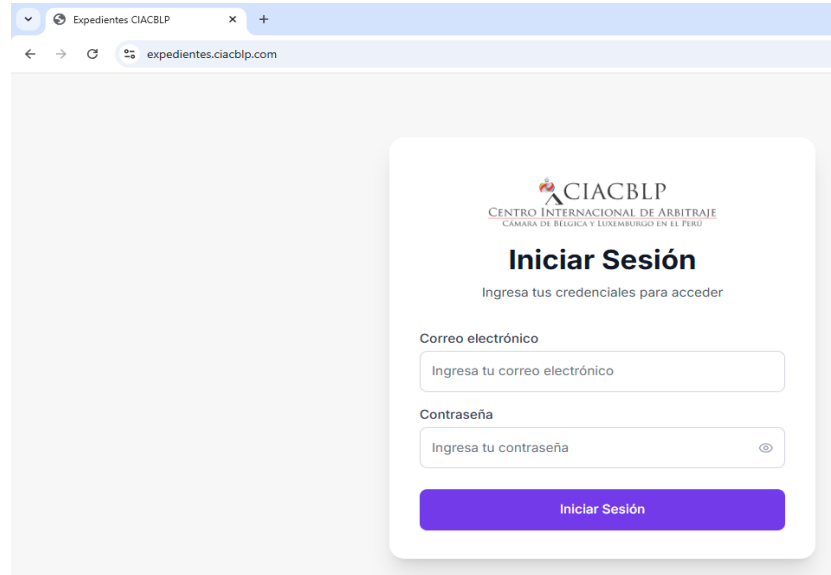 Expedientes CIACBLP
expedientes.ciacblp.com
CIACBLP
CENTRO INTERNACIONAL DE ARBITRAJE
CÁMARA DE BÉLGICA Y LUXEMBURGO EN EL PERÚ
Iniciar Sesión
Ingresa tus credenciales para acceder
Correo electrónico
Ingresa tu correo electrónico
Contraseña
Ingresa tu contraseña
Iniciar Sesión